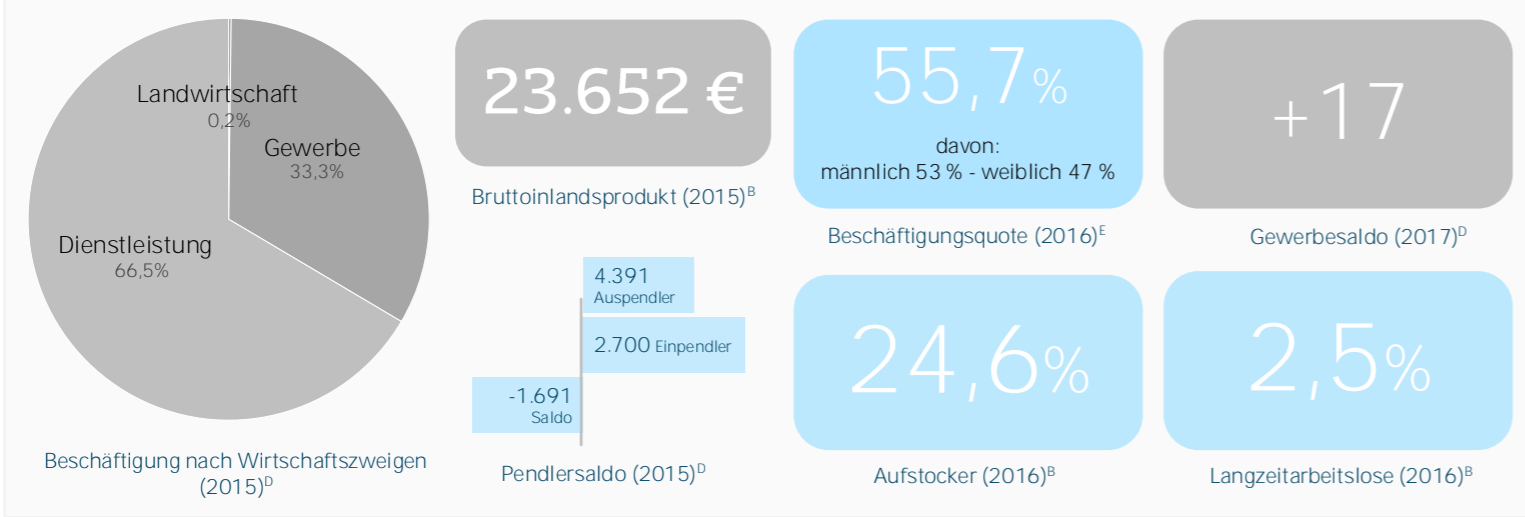 Landwirtschaft
0,2%
Gewerbe
33,3%
Dienstleistung
66,5%
Beschäftigung nach Wirtschaftszweigen
(2015)ᴰ
23.652 €
Bruttoinlandsprodukt (2015)ᴮ
4.391
Auspendler
2.700 Einpendler
-1.691
Saldo
Pendlersaldo (2015)ᴰ
55,7%
davon:
männlich 53 % - weiblich 47 %
Beschäftigungsquote (2016)ᴱ
+17
Gewerbesaldo (2017)ᴰ
24,6%
Aufstocker (2016)ᴮ
2,5%
Langzeitarbeitslose (2016)ᴮ